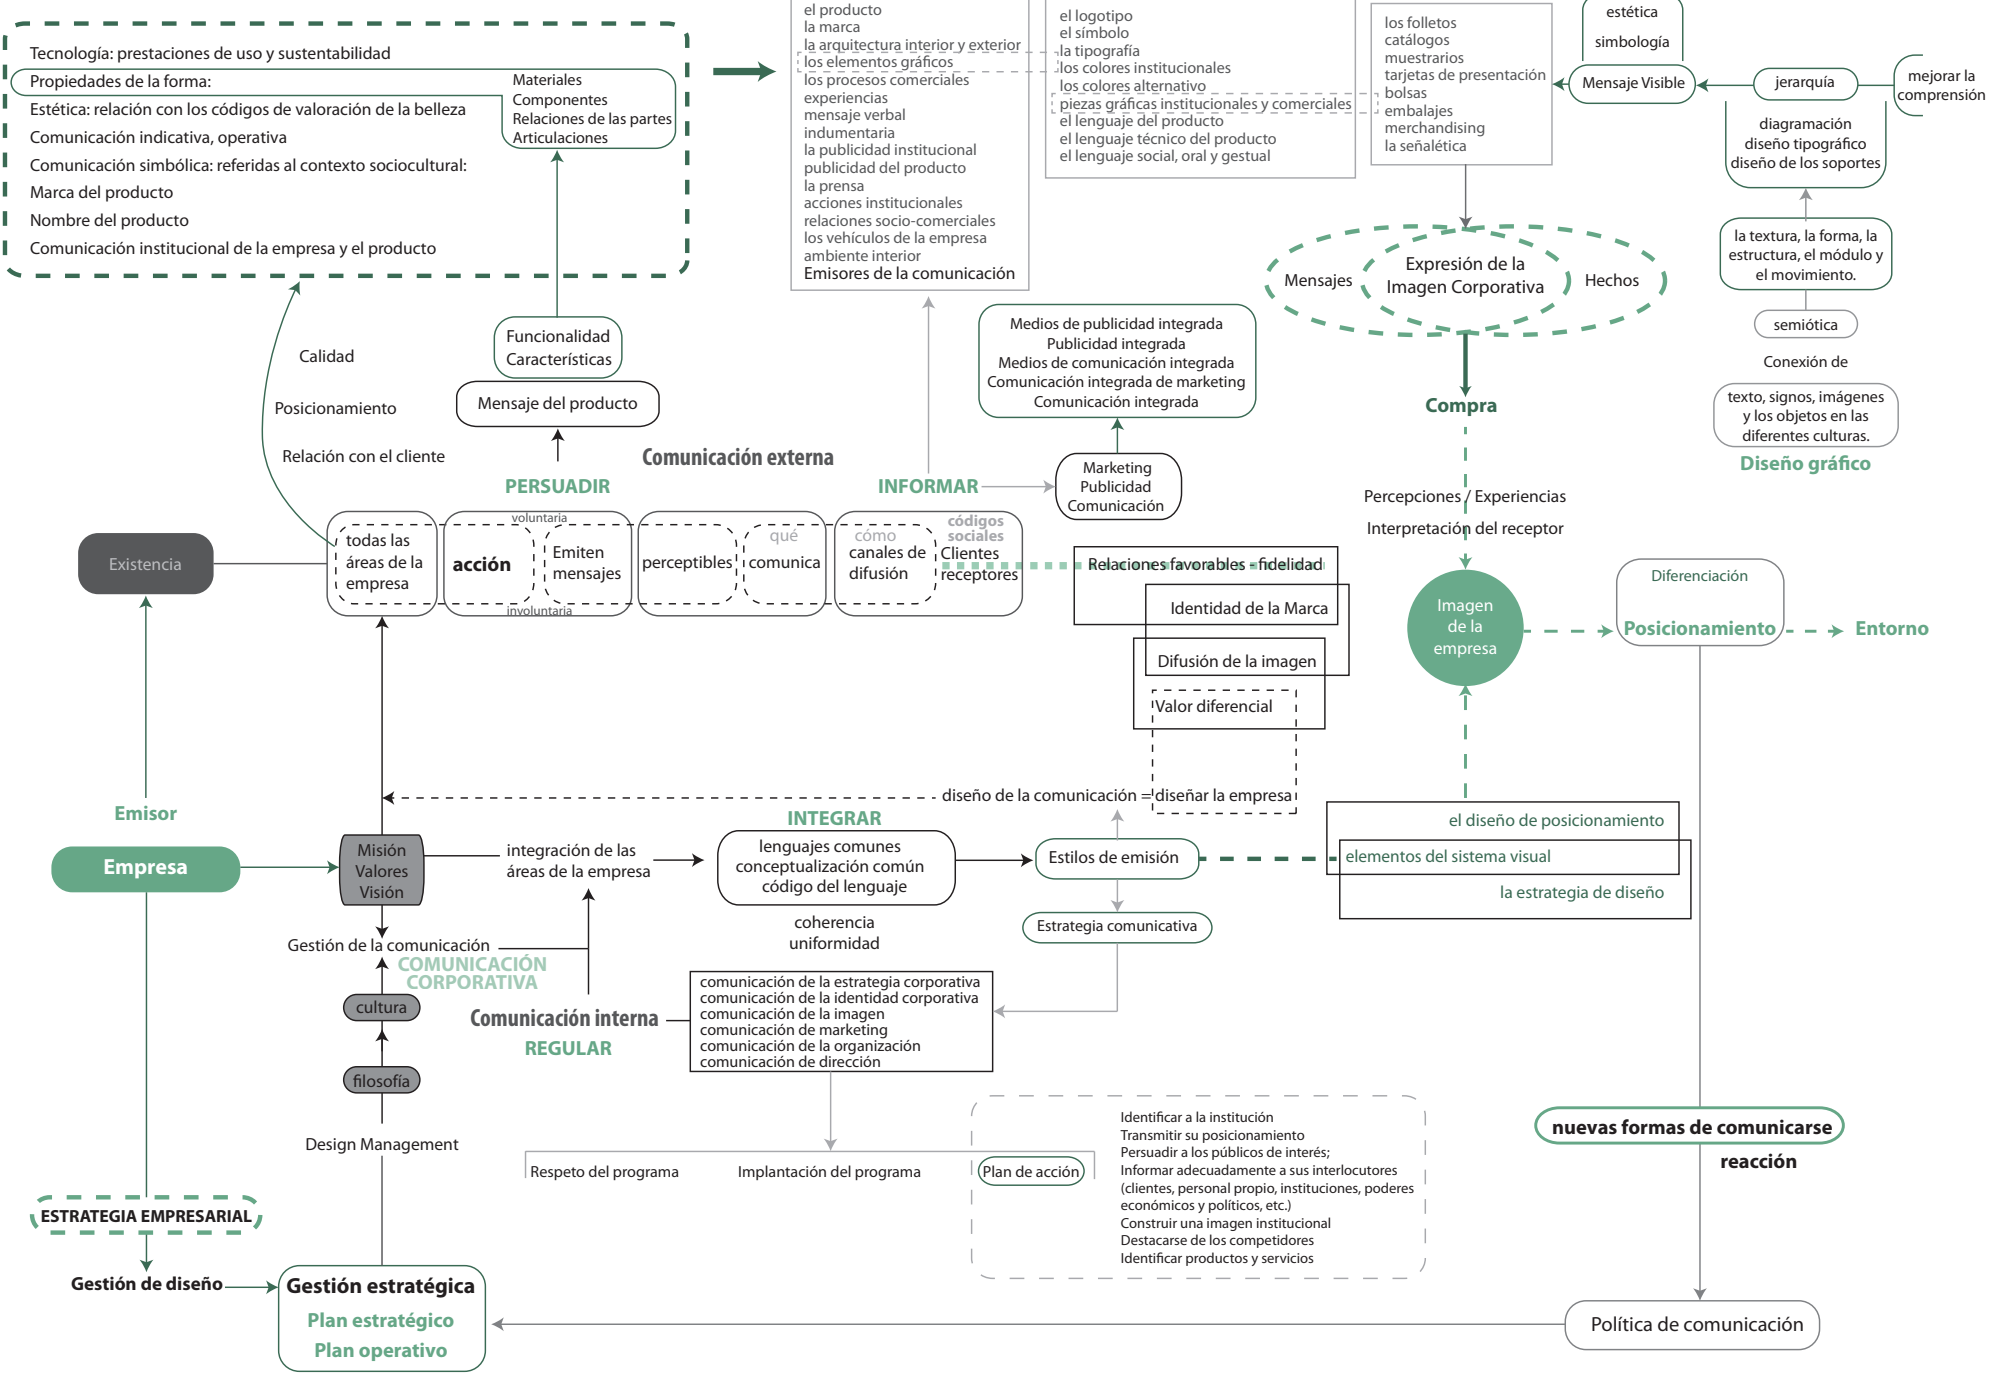 Tecnología: prestaciones de uso y sustentabilidad
Propiedades de la forma:
Materiales
Componentes
Relaciones de las partes
Articulaciones
Estética: relación con los códigos de valoración de la belleza
Comunicación indicativa, operativa
Comunicación simbólica: referidas al contexto sociocultural:
Marca del producto
Nombre del producto
Comunicación institucional de la empresa y el producto
el producto
la marca
la arquitectura interior y exterior
los elementos gráficos
los procesos comerciales
experiencias
mensaje verbal
indumentaria
la publicidad institucional
publicidad del producto
la prensa
acciones institucionales
relaciones socio-comerciales
los vehículos de la empresa
ambiente interior
Emisores de la comunicación
el logotipo
el símbolo
la tipografía
los colores institucionales
los colores alternativo
piezas gráficas institucionales y comerciales
el lenguaje del producto
el lenguaje técnico del producto
el lenguaje social, oral y gestual
los folletos
catálogos
muestrarios
tarjetas de presentación
bolsas
embalajes
merchandising
la señalética
estética
simbología
Mensaje Visible
jerarquía
mejorar la
comprensión
diagramación
diseño tipográfico
diseño de los soportes
la textura, la forma, la
estructura, el módulo y
el movimiento.
semiótica
Conexión de
texto, signos, imágenes
y los objetos en las
diferentes culturas.
Diseño gráfico
Mensajes
Expresión de la
Imagen Corporativa
Hechos
Compra
Percepciones / Experiencias
Interpretación del receptor
Calidad
Posicionamiento
Relación con el cliente
Funcionalidad
Características
Mensaje del producto
PERSUADIR
Comunicación externa
INFORMAR
Medios de publicidad integrada
Publicidad integrada
Medios de comunicación integrada
Comunicación integrada de marketing
Comunicación integrada
Marketing
Publicidad
Comunicación
Existencia
todas las
áreas de la
empresa
voluntaria
acción
involuntaria
Emiten
mensajes
perceptibles
qué
comunica
cómo
canales de
difusión
códigos
sociales
Clientes
receptores
Relaciones favorables - fidelidad
Identidad de la Marca
Difusión de la imagen
Valor diferencial
Imagen
de la
empresa
Diferenciación
Posicionamiento
Entorno
diseño de la comunicación = diseñar la empresa
Emisor
Empresa
Misión
Valores
Visión
integración de las
áreas de la empresa
INTEGRAR
lenguajes comunes
conceptualización común
código del lenguaje
coherencia
uniformidad
Estilos de emisión
Estrategia comunicativa
el diseño de posicionamiento
elementos del sistema visual
la estrategia de diseño
Gestión de la comunicación
COMUNICACIÓN
CORPORATIVA
cultura
filosofía
Design Management
Comunicación interna
REGULAR
comunicación de la estrategia corporativa
comunicación de la identidad corporativa
comunicación de la imagen
comunicación de marketing
comunicación de la organización
comunicación de dirección
Respeto del programa
Implantación del programa
Plan de acción
Identificar a la institución
Transmitir su posicionamiento
Persuadir a los públicos de interés;
Informar adecuadamente a sus interlocutores
(clientes, personal propio, instituciones, poderes
económicos y políticos, etc.)
Construir una imagen institucional
Destacarse de los competidores
Identificar productos y servicios
nuevas formas de comunicarse
reacción
ESTRATEGIA EMPRESARIAL
Gestión de diseño
Gestión estratégica
Plan estratégico
Plan operativo
Política de comunicación